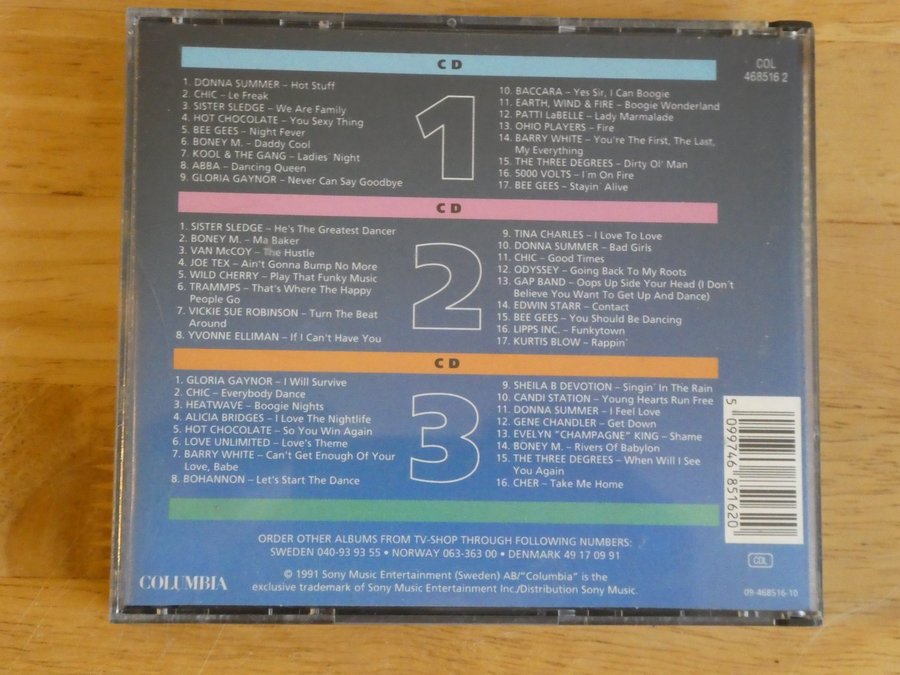 CD
COL
468516 2
1. DONNA SUMMER – Hot Stuff
2. CHIC – Le Freak
3. SISTER SLEDGE – We Are Family
4. HOT CHOCOLATE – You Sexy Thing
5. BEE GEES – Night Fever
6. BONEY M. – Daddy Cool
7. KOOL & THE GANG – Ladies´Night
8. ABBA – Dancing Queen
9. GLORIA GAYNOR – Never Can Say Goodbye
1
10. BACCARA – Yes Sir, I Can Boogie
11. EARTH, WIND & FIRE – Boogie Wonderland
12. PATTI LaBELLE – Lady Marmalade
13. OHIO PLAYERS – Fire
14. BARRY WHITE – You're The First, The Last,
My Everything
15. THE THREE DEGREES – Dirty Ol' Man
16. 5000 VOLTS – I´m On Fire
17. BEE GEES – Stayin´ Alive
CD
1. SISTER SLEDGE – He's The Greatest Dancer
2. BONEY M. – Ma Baker
3. VAN McCOY – The Hustle
4. JOE TEX – Ain't Gonna Bump No More
5. WILD CHERRY – Play That Funky Music
6. TRAMMPS – That's Where The Happy
People Go
7. VICKIE SUE ROBINSON – Turn The Beat
Around
8. YVONNE ELLIMAN – If I Can't Have You
2
9. TINA CHARLES – I Love To Love
10. DONNA SUMMER – Bad Girls
11. CHIC – Good Times
12. ODYSSEY – Going Back To My Roots
13. GAP BAND – Oops Up Side Your Head (I Don´t
Believe You Want To Get Up And Dance)
14. EDWIN STARR – Contact
15. BEE GEES – You Should Be Dancing
16. LIPPS INC. – Funkytown
17. KURTIS BLOW – Rappin´
CD
1. GLORIA GAYNOR – I Will Survive
2. CHIC – Everybody Dance
3. HEATWAVE – Boogie Nights
4. ALICIA BRIDGES – I Love The Nightlife
5. HOT CHOCOLATE – So You Win Again
6. LOVE UNLIMITED – Love's Theme
7. BARRY WHITE – Can't Get Enough Of Your
Love, Babe
8. BOHANNON – Let's Start The Dance
3
9. SHEILA B DEVOTION – Singin´ In The Rain
10. CANDI STATION – Young Hearts Run Free
11. DONNA SUMMER – I Feel Love
12. GENE CHANDLER – Get Down
13. EVELYN "CHAMPAGNE" KING – Shame
14. BONEY M. – Rivers Of Babylon
15. THE THREE DEGREES – When Will I See
You Again
16. CHER – Take Me Home
5 099746 851620
ORDER OTHER ALBUMS FROM TV-SHOP THROUGH FOLLOWING NUMBERS:
SWEDEN 040-93 93 55 • NORWAY 063-363 00 • DENMARK 49 17 09 91
CDL
COLUMBIA
© 1991 Sony Music Entertainment (Sweden) AB/"Columbia" is the
exclusive trademark of Sony Music Entertainment Inc./Distribution Sony Music.
09-468516-10